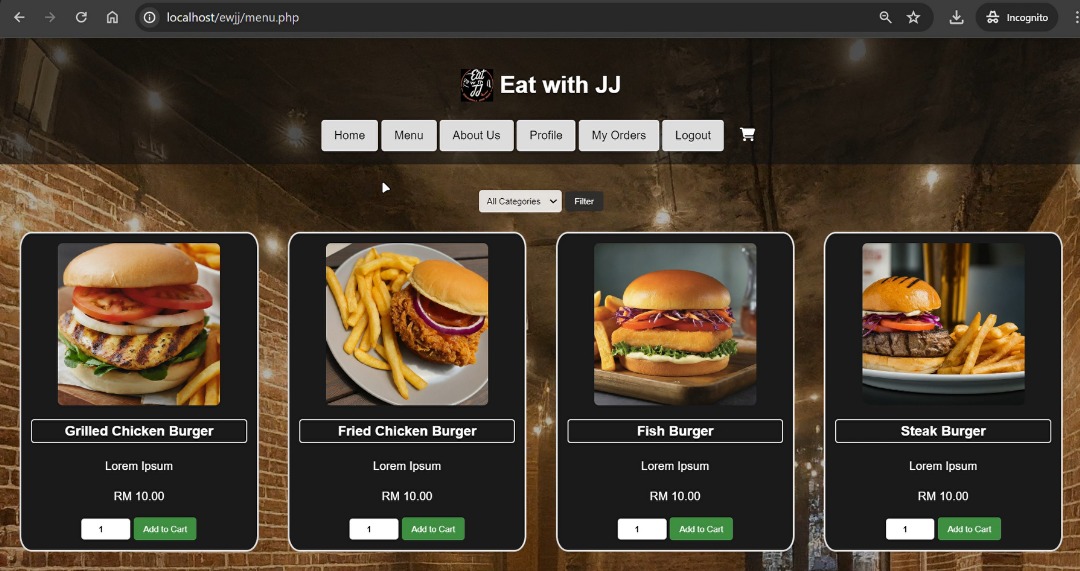 localhost/ewjj/menu.php
Incognito
Eat JJ
Eat with JJ
Home Menu About Us Profile My Orders Logout
All Categories Filter
Grilled Chicken Burger
Lorem Ipsum
RM 10.00
1 Add to Cart
Fried Chicken Burger
Lorem Ipsum
RM 10.00
1 Add to Cart
Fish Burger
Lorem Ipsum
RM 10.00
1 Add to Cart
Steak Burger
Lorem Ipsum
RM 10.00
1 Add to Cart